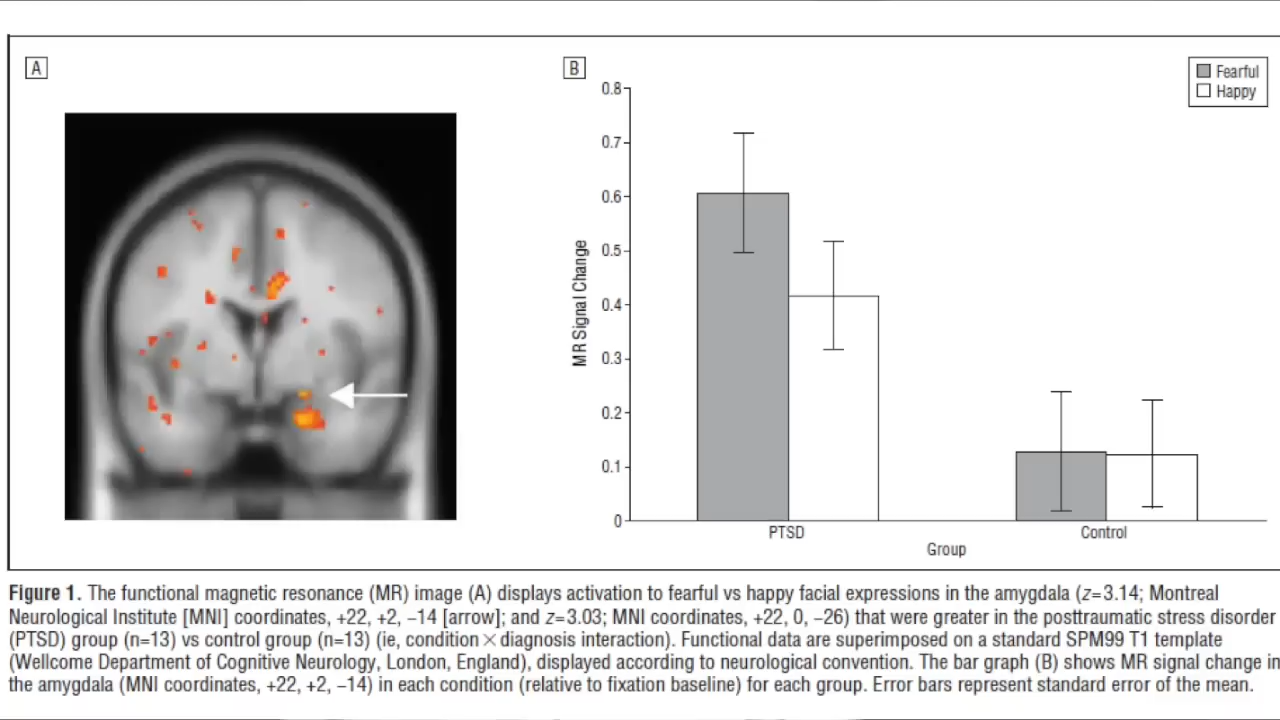 A
B
Fearful
Happy
0.8
0.7
0.6
0.5
0.4
0.3
0.2
0.1
0
MR Signal Change
PTSD
Control
Group
Figure 1. The functional magnetic resonance (MR) image (A) displays activation to fearful vs happy facial expressions in the amygdala (z=3.14; Montreal
Neurological Institute [MNI] coordinates, +22, +2, −14 [arrow]; and z=3.03; MNI coordinates, +22, 0, −26) that were greater in the posttraumatic stress disorder
(PTSD) group (n=13) vs control group (n=13) (ie, condition×diagnosis interaction). Functional data are superimposed on a standard SPM99 T1 template
(Wellcome Department of Cognitive Neurology, London, England), displayed according to neurological convention. The bar graph (B) shows MR signal change in
the amygdala (MNI coordinates, +22, +2, −14) in each condition (relative to fixation baseline) for each group. Error bars represent standard error of the mean.